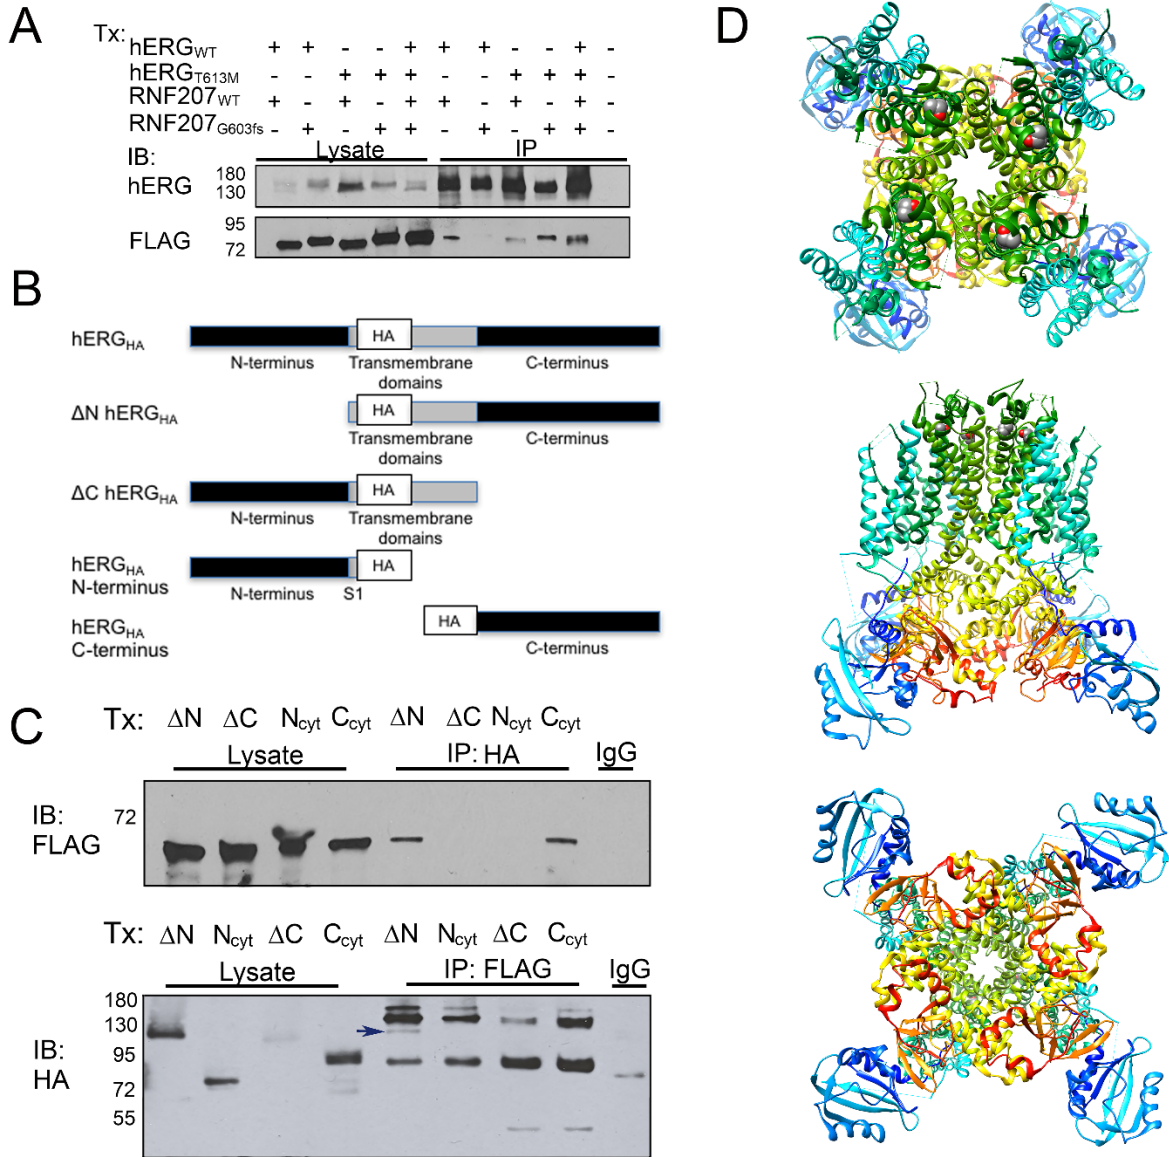 A
Tx:
hERGWT + + - - + + + - - + -
hERGT613M - - + + + - - + + + -
RNF207WT + - + - + + - + - + -
RNF207G603fs - + - + + - + - + + -
IB: Lysate IP
hERG 180 130
FLAG 95 72
B
hERGHA HA
N-terminus Transmembrane domains C-terminus
ΔN hERGHA HA
Transmembrane domains C-terminus
ΔC hERGHA HA
N-terminus Transmembrane domains
hERGHA N-terminus HA
N-terminus S1
hERGHA C-terminus HA
C-terminus
C
Tx: ΔN ΔC Ncyt Ccyt ΔN ΔC Ncyt Ccyt
Lysate IP: HA IgG
IB: FLAG 72
Tx: ΔN Ncyt ΔC Ccyt ΔN Ncyt ΔC Ccyt
Lysate IP: FLAG IgG
IB: HA
180
130
95
72
55
D